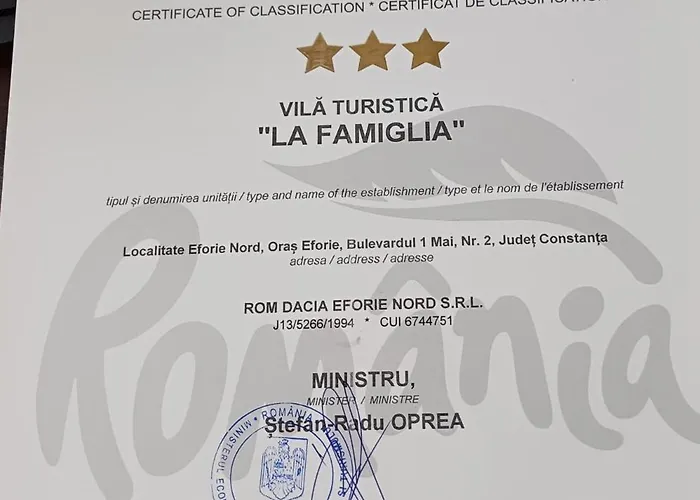 CERTIFICATE OF CLASSIFICATION * CERTIFICAT DE
VILĂ TURISTICĂ
"LA FAMIGLIA"
tipul și denumirea unității / type and name of the establishment / type et le nom de l'établissement
Localitate Eforie Nord, Oraș Eforie, Bulevardul 1 Mai, Nr. 2, Județ Constanța
adresa / address / adresse
ROM DACIA EFORIE NORD S.R.L.
J13/5266/1994 * CUI 6744751
România
MINISTRU,
MINISTER / MINISTRE
Ștefan-Radu OPREA
* ROMÂNIA *
MINISTERUL